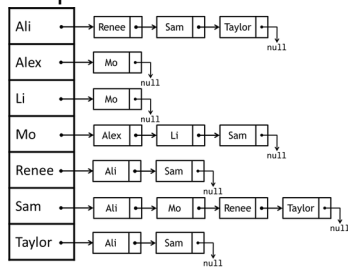 Ali Renee Sam Taylor
null
Alex Mo
null
Li Mo
null
Mo Alex Li Sam
null
Renee Ali Sam
null
Sam Ali Mo Renee Taylor
null
Taylor Ali Sam
null